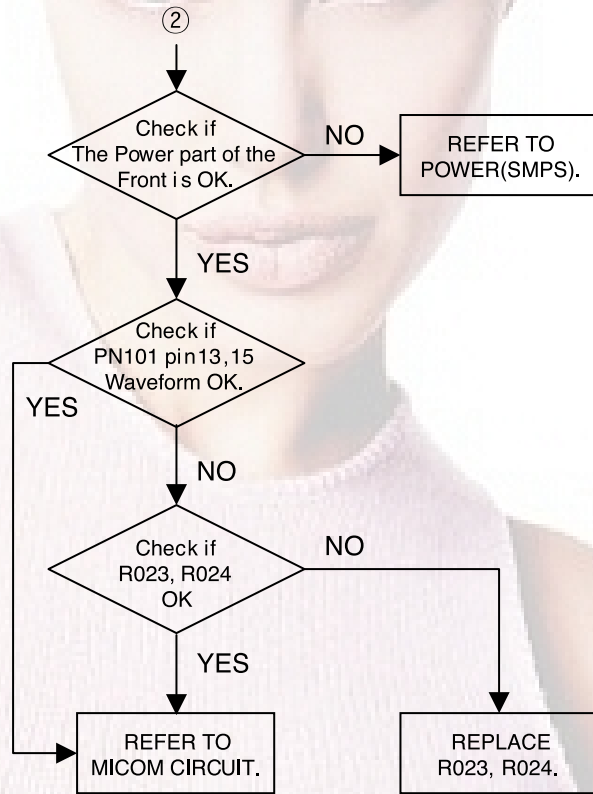 ②
Check if
The Power part of the
Front is OK.
NO
REFER TO
POWER(SMPS).
YES
Check if
PN101 pin13,15
Waveform OK.
YES
NO
Check if
R023, R024
OK
NO
YES
REFER TO
MICOM CIRCUIT.
REPLACE
R023, R024.